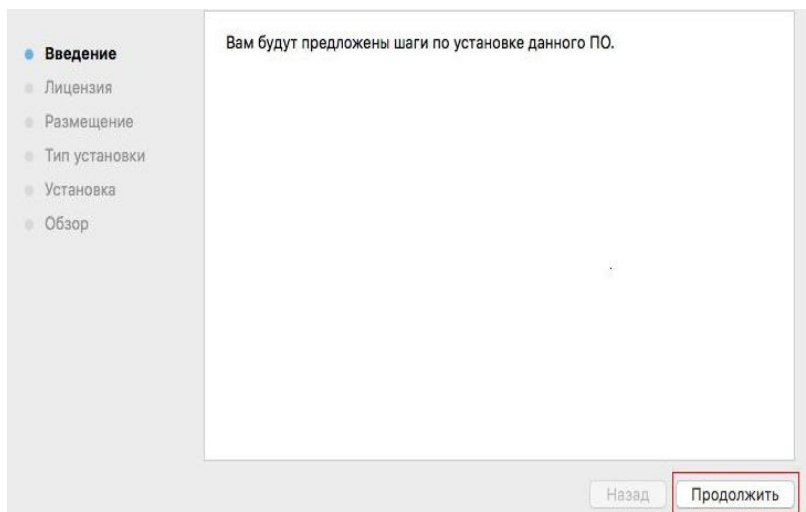 Введение
Лицензия
Размещение
Тип установки
Установка
Обзор
Вам будут предложены шаги по установке данного ПО.
Назад
Продолжить